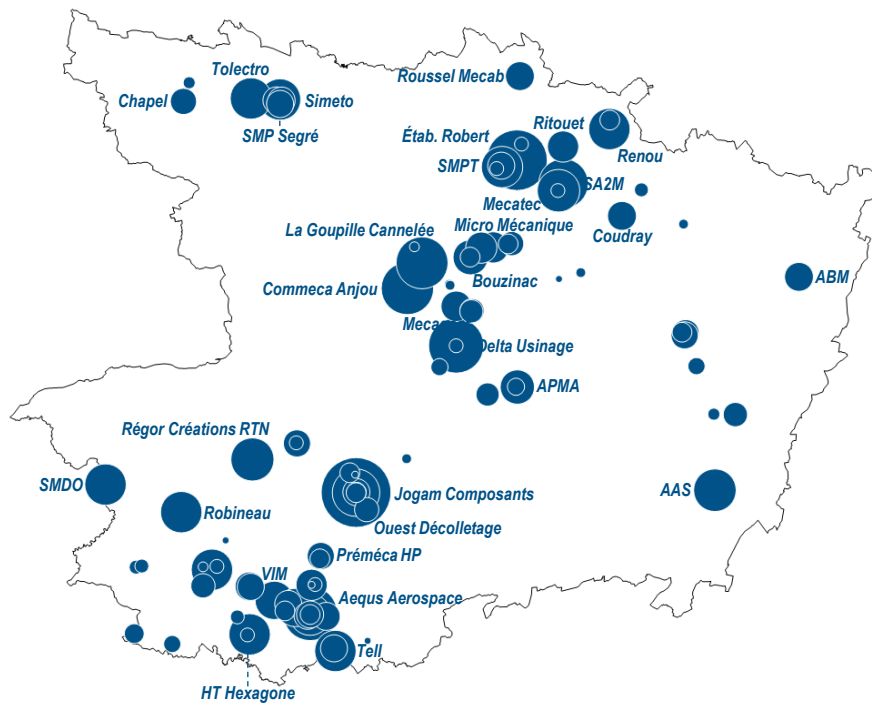 Tolectro
Roussel Mecab
Chapel
Simeto
SMP Segré
Étab. Robert
Ritouet
Renou
SMPT
SA2M
Mecatec
Micro Mécanique
La Goupille Cannelée
Coudray
Bouzinac
Commeca Anjou
ABM
Meca
Delta Usinage
APMA
Régor Créations RTN
SMDO
Jogam Composants
AAS
Robineau
Ouest Décolletage
Préméca HP
VIM
Aequs Aerospace
Tell
HT Hexagone